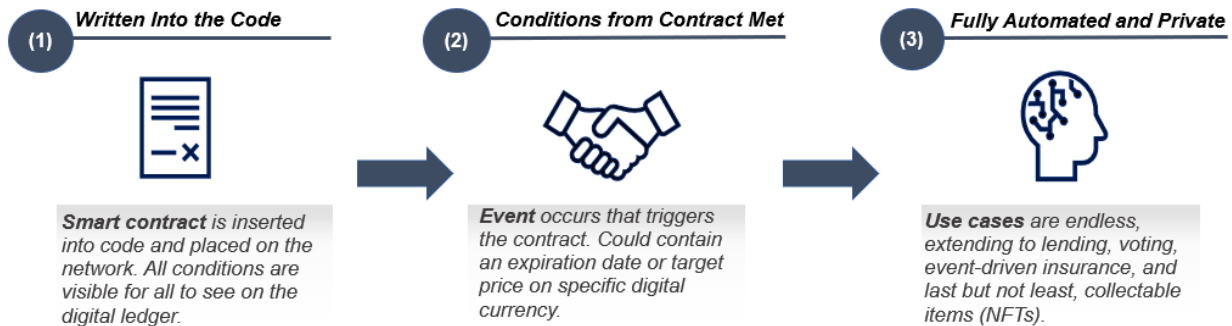 (1)
Written Into the Code
Smart contract is inserted
into code and placed on the
network. All conditions are
visible for all to see on the
digital ledger.
(2)
Conditions from Contract Met
Event occurs that triggers
the contract. Could contain
an expiration date or target
price on specific digital
currency.
(3)
Fully Automated and Private
Use cases are endless,
extending to lending, voting,
event-driven insurance, and
last but not least, collectable
items (NFTs).